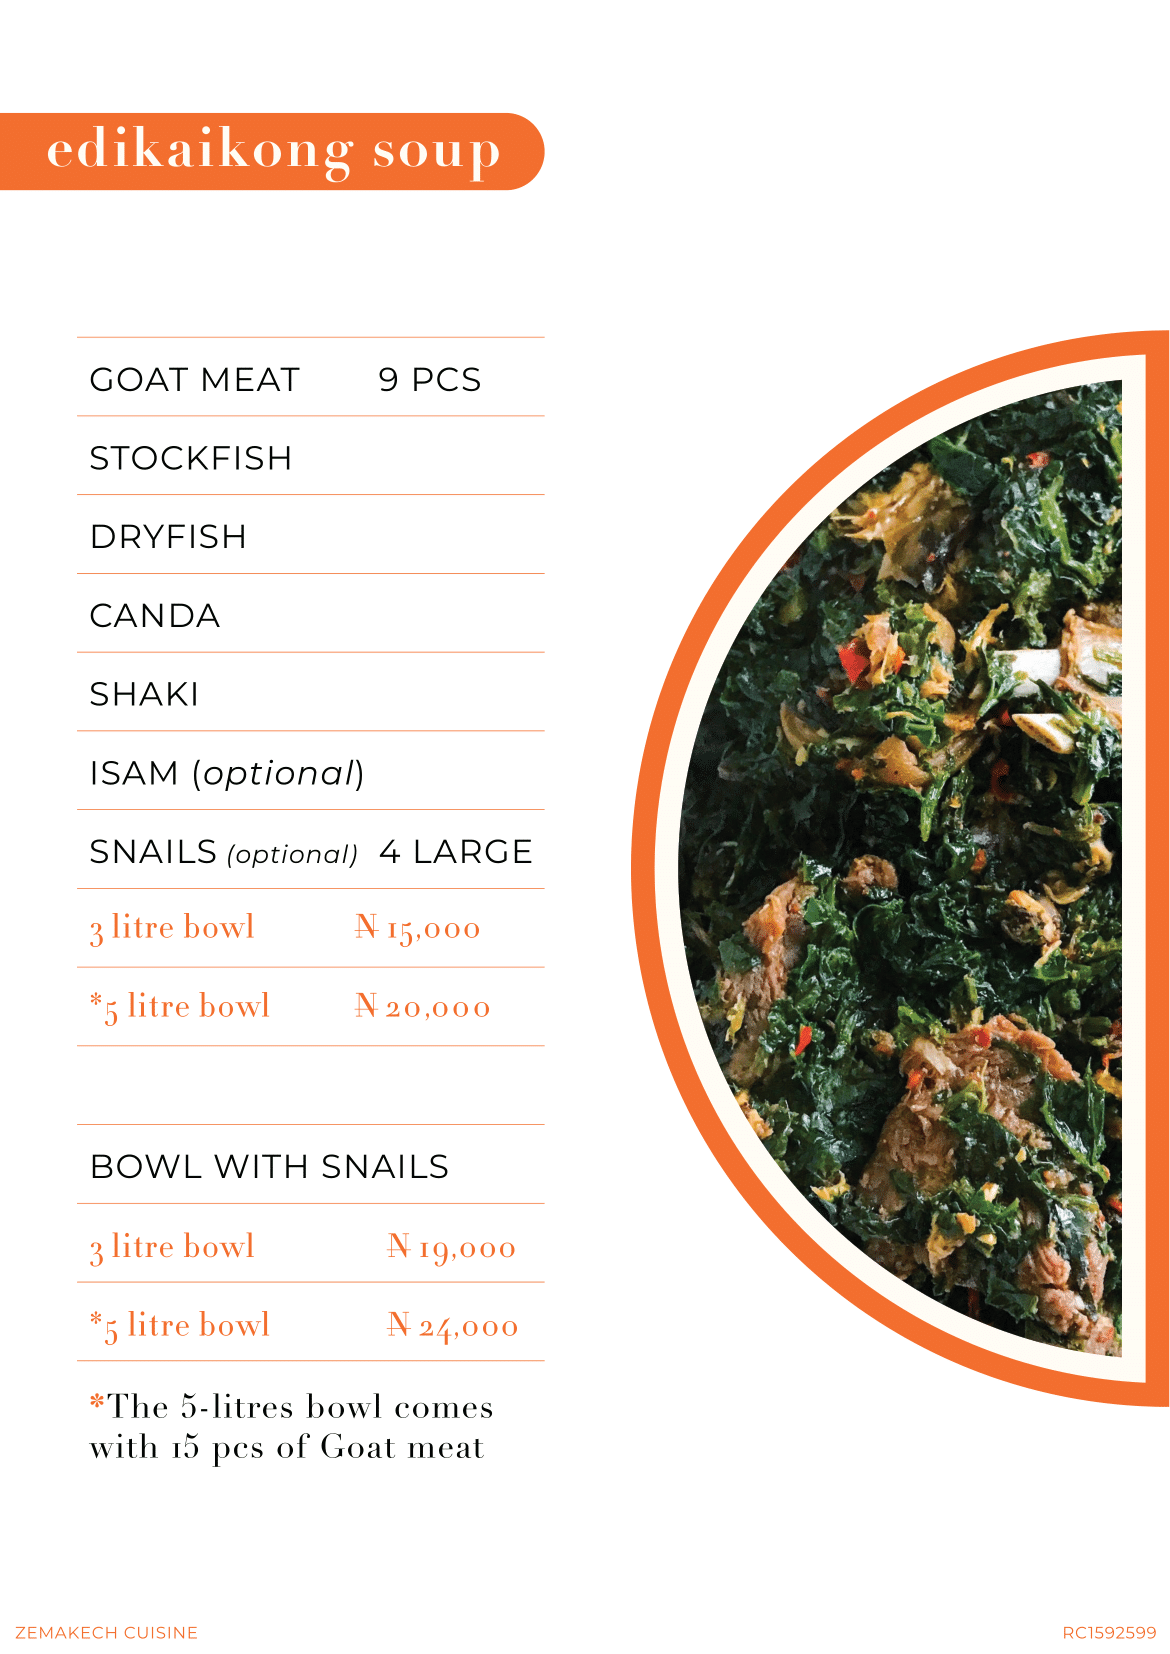 edikaikong soup
GOAT MEAT 9 PCS
STOCKFISH
DRYFISH
CANDA
SHAKI
ISAM (optional)
SNAILS (optional) 4 LARGE
3 litre bowl ₦ 15,000
*5 litre bowl ₦ 20,000
BOWL WITH SNAILS
3 litre bowl ₦ 19,000
*5 litre bowl ₦ 24,000
*The 5-litres bowl comes
with 15 pcs of Goat meat
ZEMAKECH CUISINE RC1592599